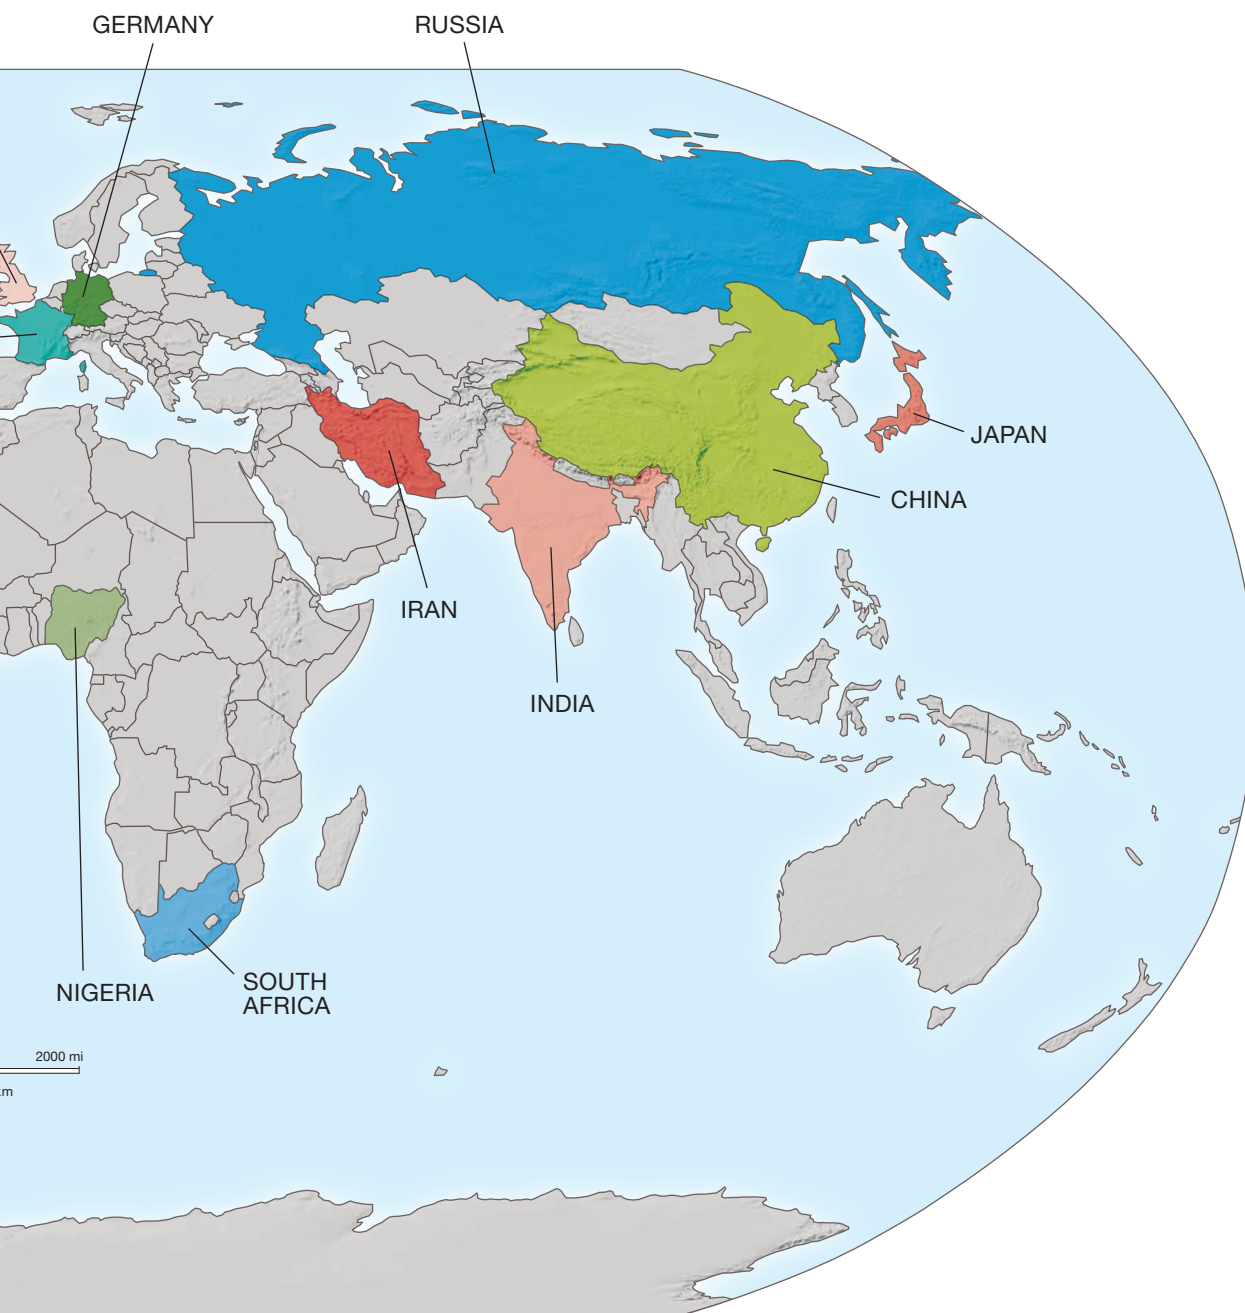 GERMANY
RUSSIA
JAPAN
CHINA
IRAN
INDIA
NIGERIA
SOUTH
AFRICA
2000 mi